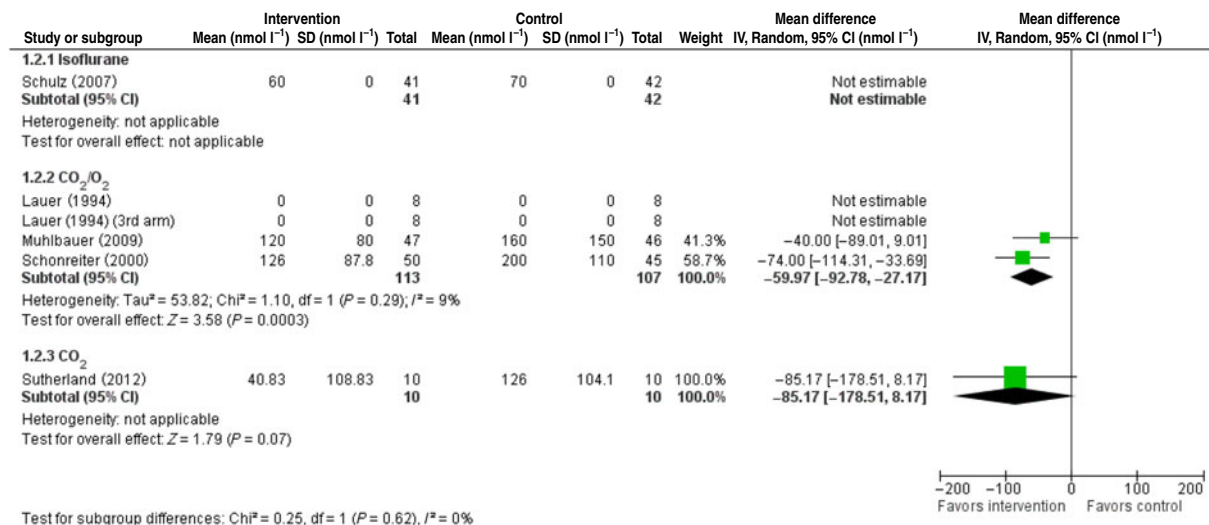 Intervention Control Mean difference Mean difference
Study or subgroup Mean (nmol l⁻¹) SD (nmol l⁻¹) Total Mean (nmol l⁻¹) SD (nmol l⁻¹) Total Weight IV, Random, 95% CI (nmol l⁻¹) IV, Random, 95% CI (nmol l⁻¹)
1.2.1 Isoflurane
Schulz (2007) 60 0 41 70 0 42 Not estimable
Subtotal (95% CI) 41 42 Not estimable
Heterogeneity: not applicable
Test for overall effect: not applicable
1.2.2 CO₂/O₂
Lauer (1994) 0 0 8 0 0 8 Not estimable
Lauer (1994) (3rd arm) 0 0 8 0 0 8 Not estimable
Muhlbauer (2009) 120 80 47 160 150 46 41.3% −40.00 [−89.01, 9.01]
Schonreiter (2000) 126 87.8 50 200 110 45 58.7% −74.00 [−114.31, −33.69]
Subtotal (95% CI) 113 107 100.0% −59.97 [−92.78, −27.17]
Heterogeneity: Tau² = 53.82; Chi² = 1.10, df = 1 (P = 0.29); I² = 9%
Test for overall effect: Z = 3.58 (P = 0.0003)
1.2.3 CO₂
Sutherland (2012) 40.83 108.83 10 126 104.1 10 100.0% −85.17 [−178.51, 8.17]
Subtotal (95% CI) 10 10 100.0% −85.17 [−178.51, 8.17]
Heterogeneity: not applicable
Test for overall effect: Z = 1.79 (P = 0.07)
−200 −100 0 100 200
Favors intervention Favors control
Test for subgroup differences: Chi² = 0.25, df = 1 (P = 0.62), I² = 0%